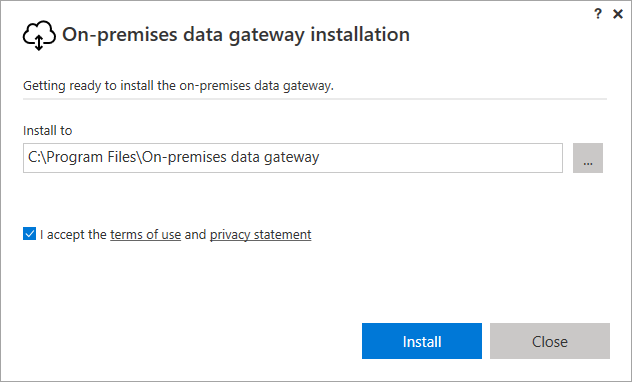 ? ×
On-premises data gateway installation
Getting ready to install the on-premises data gateway.
Install to
C:\Program Files\On-premises data gateway
...
I accept the terms of use and privacy statement
Install Close